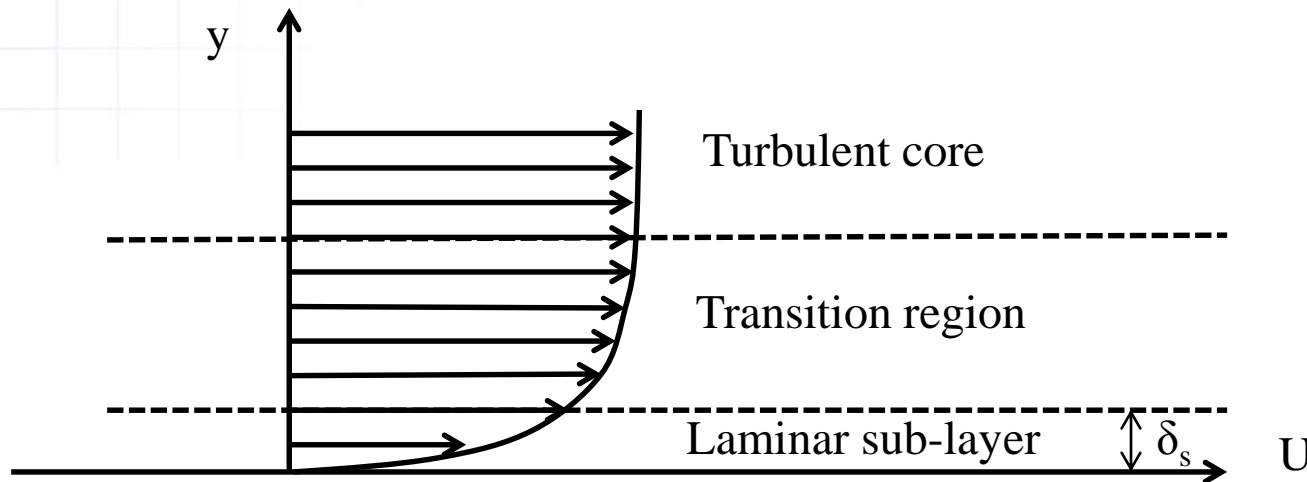 y
Turbulent core
Transition region
Laminar sub-layer
δs
U